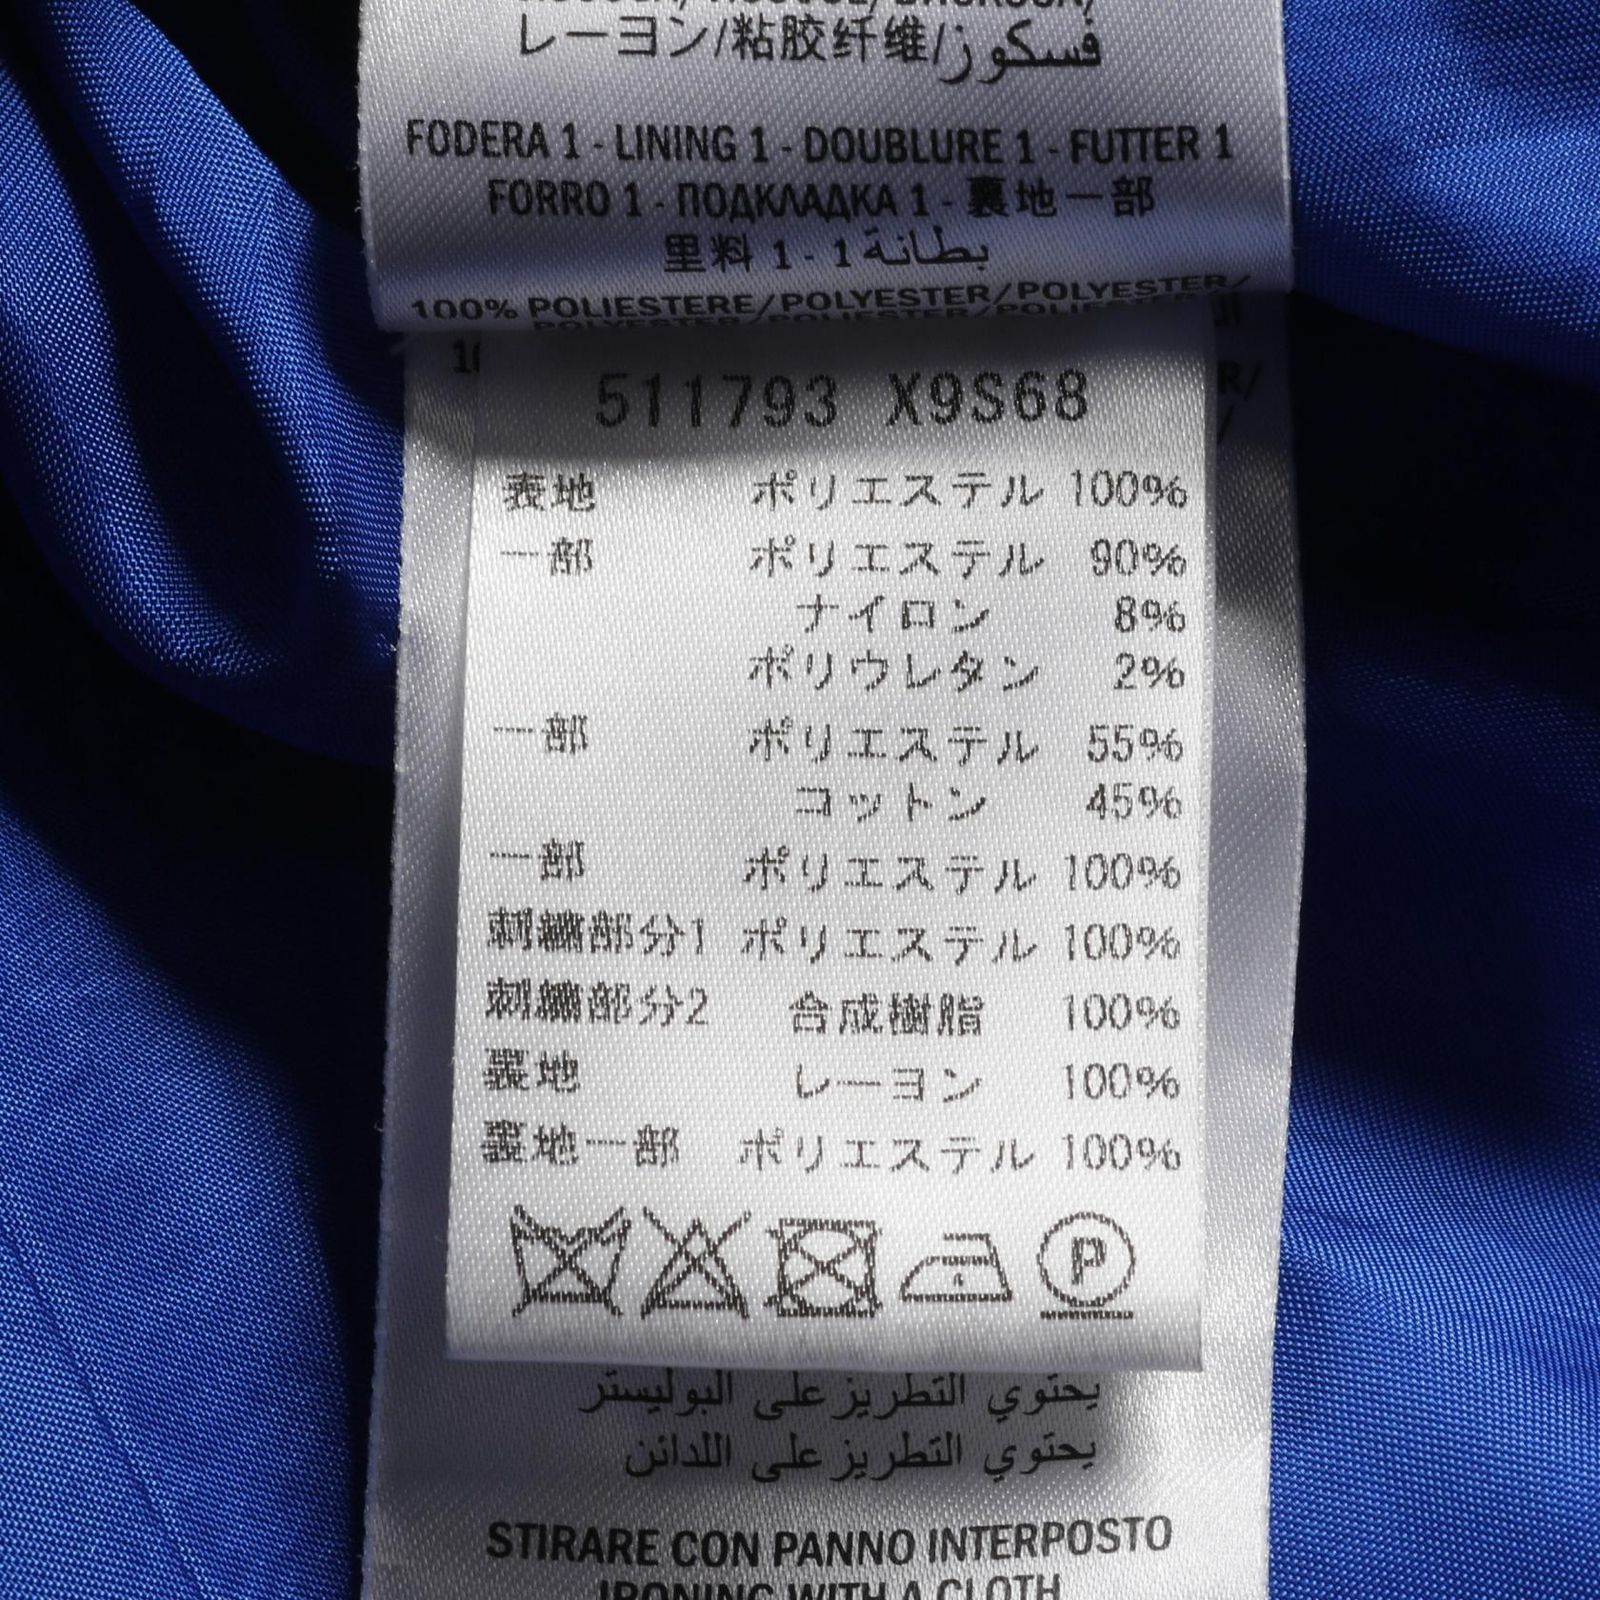 レーヨン/粘胶纤维/فسكوز
FODERA 1 - LINING 1 - DOUBLURE 1 - FUTTER 1
FORRO 1 - ПОДКЛАДКА 1 - 裏地一部
里料 1 - 1 بطانة
100% POLIESTERE/POLYESTER/POLYESTER/
POLYESTER/POLIESTER/
511793 X9S68
表地 ポリエステル 100%
一部 ポリエステル 90%
ナイロン 8%
ポリウレタン 2%
一部 ポリエステル 55%
コットン 45%
一部 ポリエステル 100%
刺繍部分1 ポリエステル 100%
刺繍部分2 合成樹脂 100%
裏地 レーヨン 100%
裏地一部 ポリエステル 100%
P
يحتوي التطريز على البوليستر
يحتوي التطريز على اللدائن
STIRARE CON PANNO INTERPOSTO
IRONING WITH A CLOTH